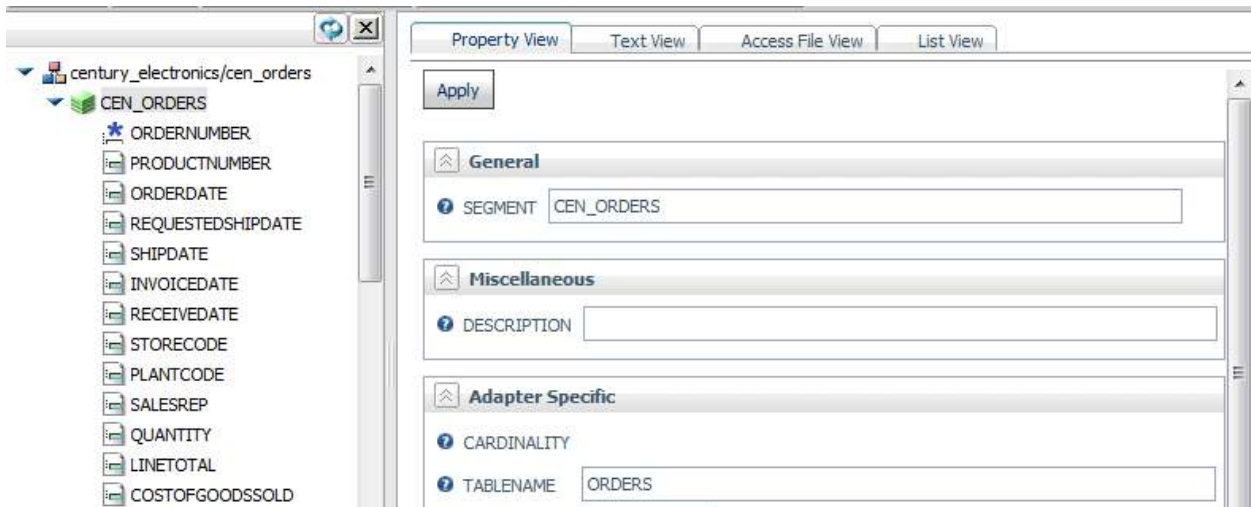 century_electronics/cen_orders
CEN_ORDERS
ORDERNUMBER
PRODUCTNUMBER
ORDERDATE
REQUESTEDSHIPDATE
SHIPDATE
INVOICEDATE
RECEIVEDATE
STORECODE
PLANTCODE
SALESREP
QUANTITY
LINETOTAL
COSTOFGOODSSOLD
Property View Text View Access File View List View
Apply
General
SEGMENT CEN_ORDERS
Miscellaneous
DESCRIPTION
Adapter Specific
CARDINALITY
TABLENAME ORDERS